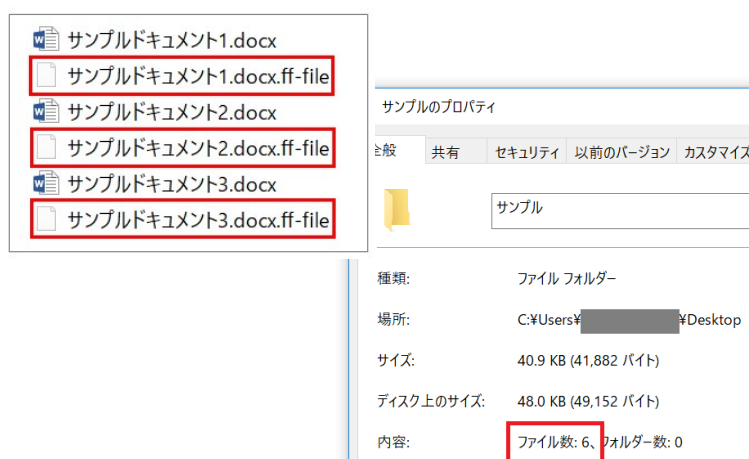 サンプルドキュメント1.docx
サンプルドキュメント1.docx.ff-file
サンプルドキュメント2.docx
サンプルドキュメント2.docx.ff-file
サンプルドキュメント3.docx
サンプルドキュメント3.docx.ff-file
サンプルのプロパティ
全般 共有 セキュリティ 以前のバージョン カスタマイズ
サンプル
種類: ファイル フォルダー
場所: C:¥Users¥ ¥Desktop
サイズ: 40.9 KB (41,882 バイト)
ディスク上のサイズ: 48.0 KB (49,152 バイト)
内容: ファイル数: 6、フォルダー数: 0